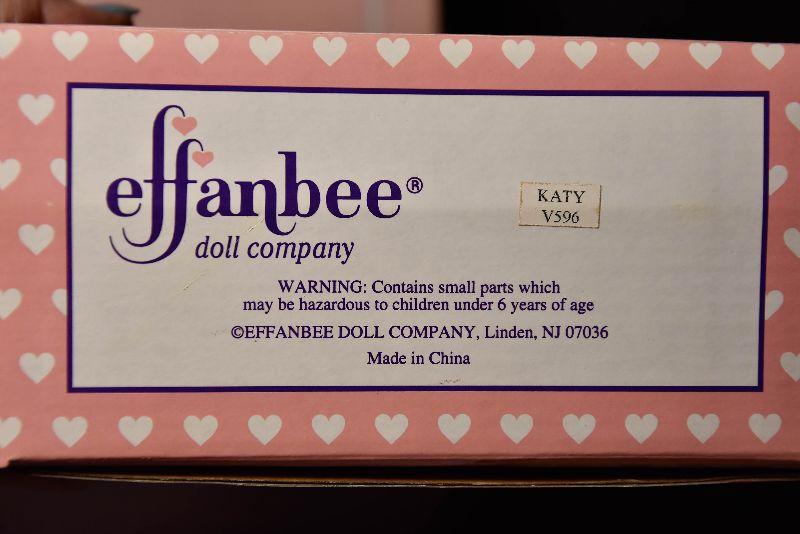 effanbee®
doll company
KATY
V596
WARNING: Contains small parts which
may be hazardous to children under 6 years of age
©EFFANBEE DOLL COMPANY, Linden, NJ 07036
Made in China